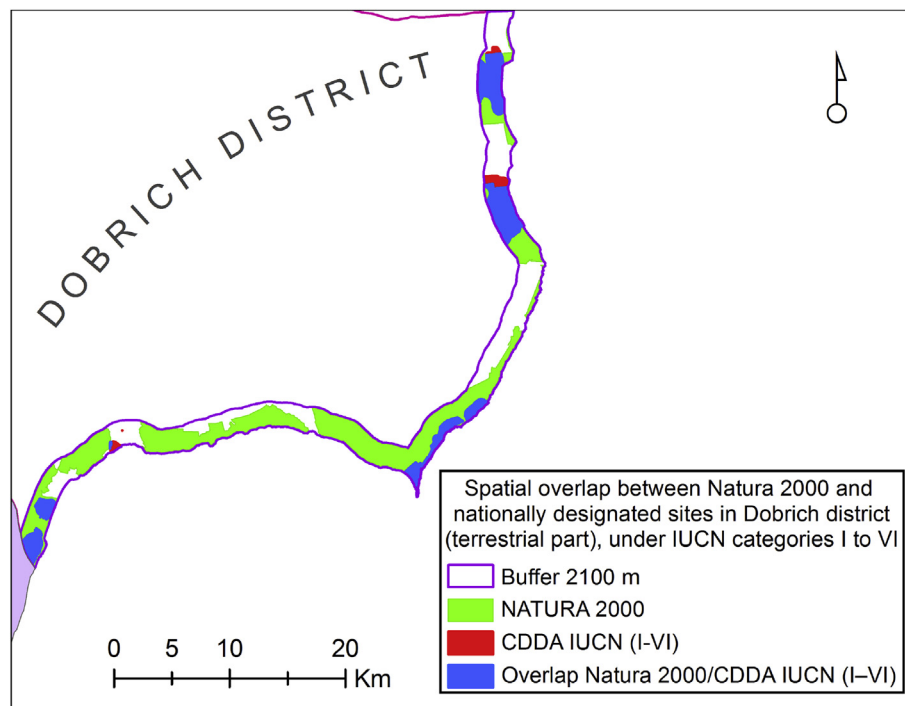 DOBRICH DISTRICT
Spatial overlap between Natura 2000 and
nationally designated sites in Dobrich district
(terrestrial part), under IUCN categories I to VI
Buffer 2100 m
NATURA 2000
CDDA IUCN (I-VI)
Overlap Natura 2000/CDDA IUCN (I–VI)
0 5 10 20
Km